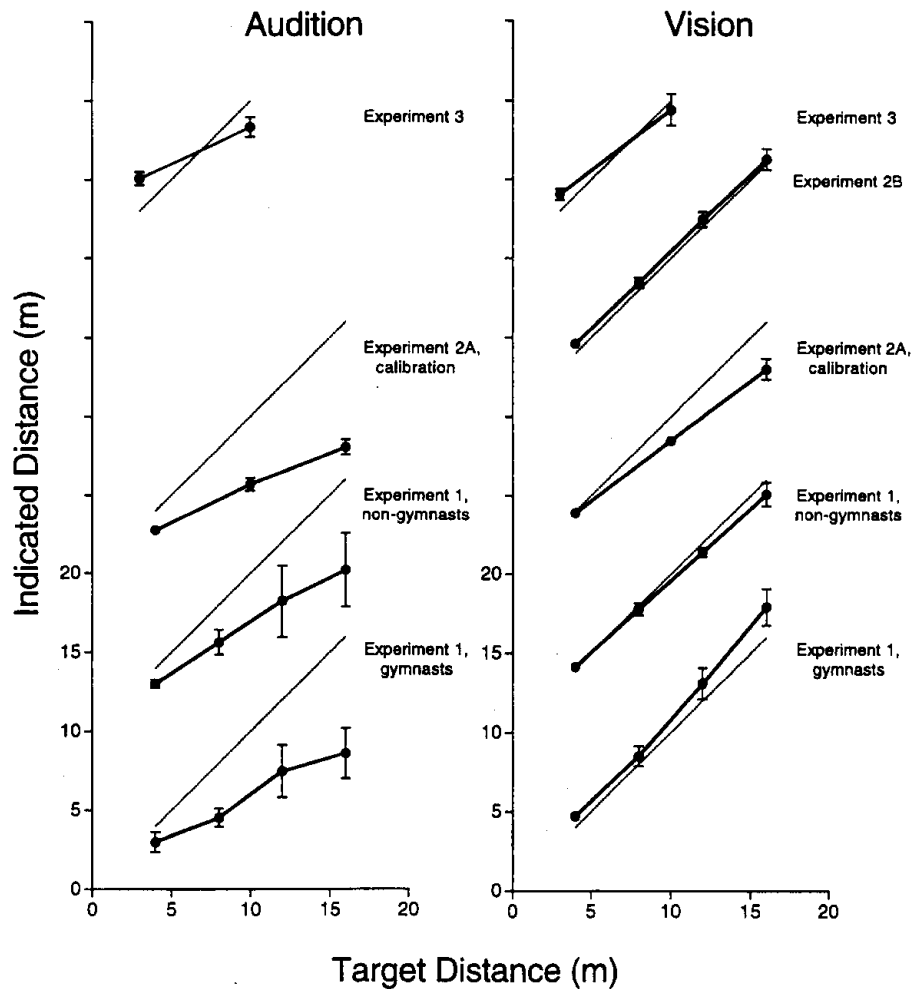 Audition
Vision
Indicated Distance (m)
Experiment 3
Experiment 2A,
calibration
Experiment 1,
non-gymnasts
Experiment 1,
gymnasts
20
15
10
5
0
0
5
10
15
20
Experiment 3
Experiment 2B
Experiment 2A,
calibration
Experiment 1,
non-gymnasts
Experiment 1,
gymnasts
20
15
10
5
0
0
5
10
15
20
Target Distance (m)